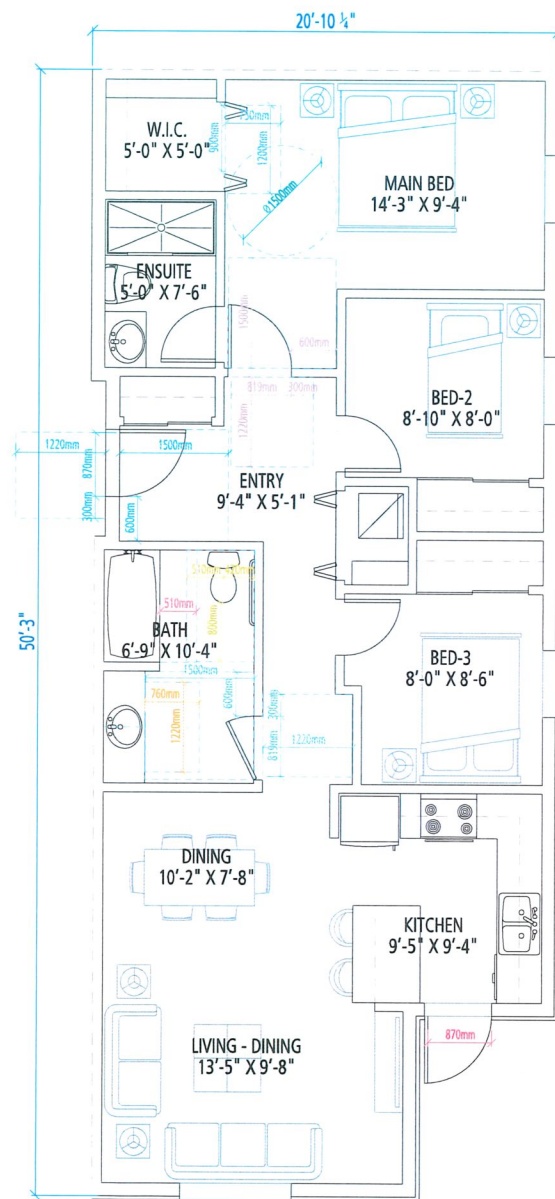 20'-10 ¼"
W.I.C.
5'-0" X 5'-0"
750mm
900mm
1200mm
Ø1500mm
MAIN BED
14'-3" X 9'-4"
ENSUITE
5'-0" X 7'-6"
1500mm
600mm
819mm
300mm
1220mm
BED-2
8'-10" X 8'-0"
1220mm
870mm
1500mm
300mm
600mm
ENTRY
9'-4" X 5'-1"
50'-3"
510mm
510mm
800mm
BATH
6'-9" X 10'-4"
1500mm
760mm
1220mm
600mm
300mm
819mm
1220mm
BED-3
8'-0" X 8'-6"
DINING
10'-2" X 7'-8"
KITCHEN
9'-5" X 9'-4"
870mm
LIVING - DINING
13'-5" X 9'-8"